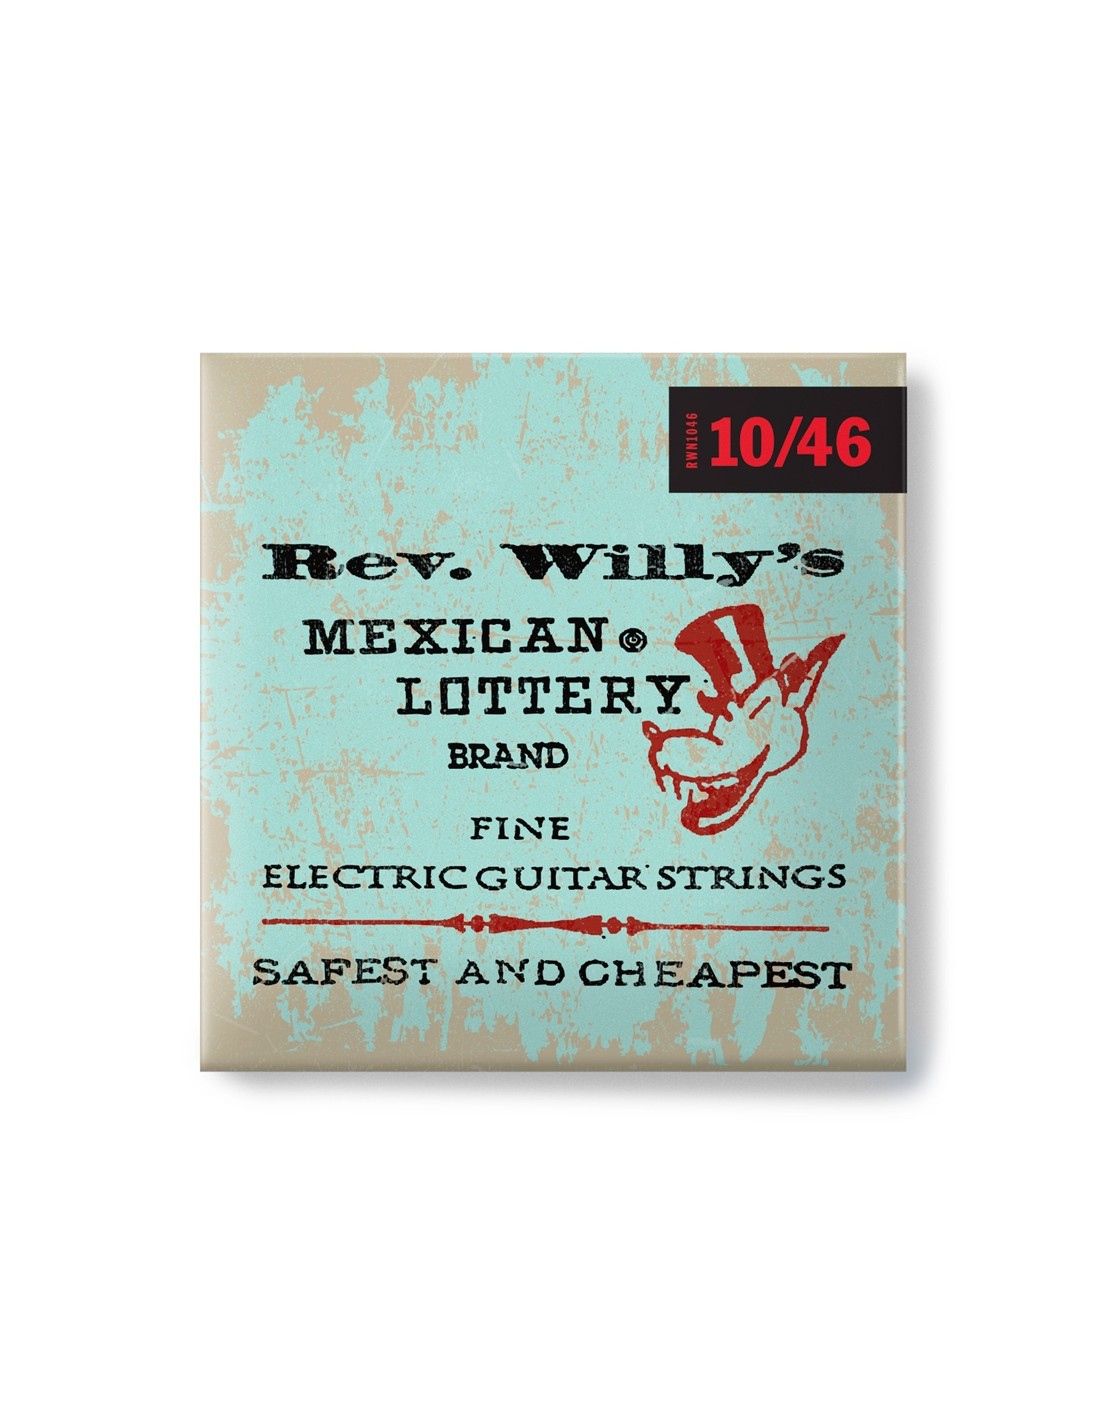 RWN1046
10/46
Rev. Willy's
MEXICAN
LOTTERY
BRAND
FINE
ELECTRIC GUITAR STRINGS
SAFEST AND CHEAPEST